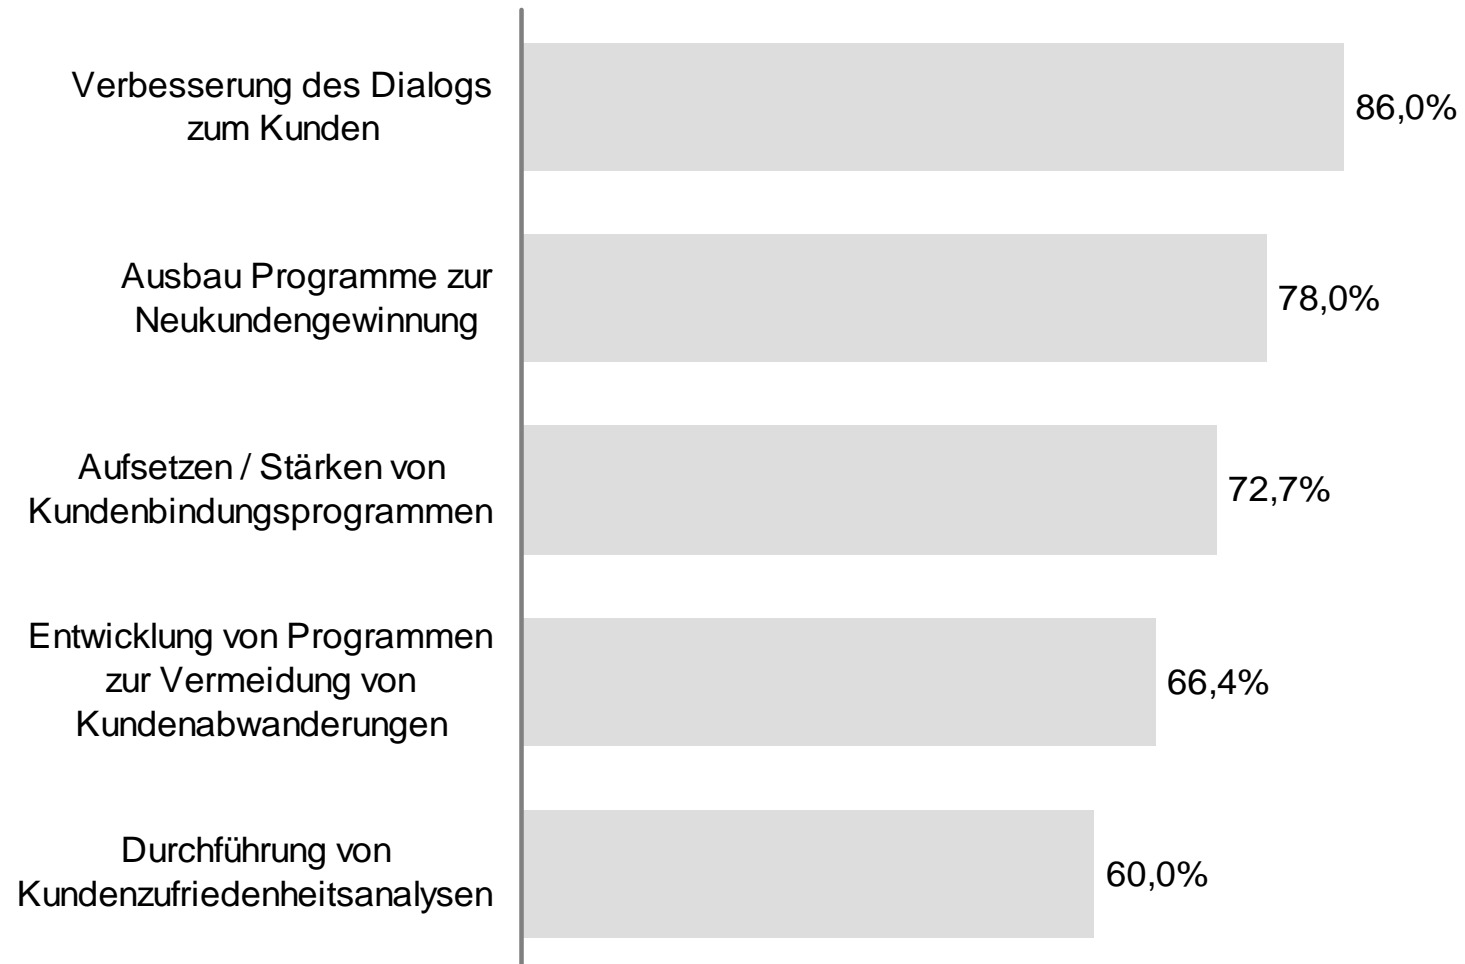 Verbesserung des Dialogs
zum Kunden
86,0%
Ausbau Programme zur
Neukundengewinnung
78,0%
Aufsetzen / Stärken von
Kundenbindungsprogrammen
72,7%
Entwicklung von Programmen
zur Vermeidung von
Kundenabwanderungen
66,4%
Durchführung von
Kundenzufriedenheitsanalysen
60,0%